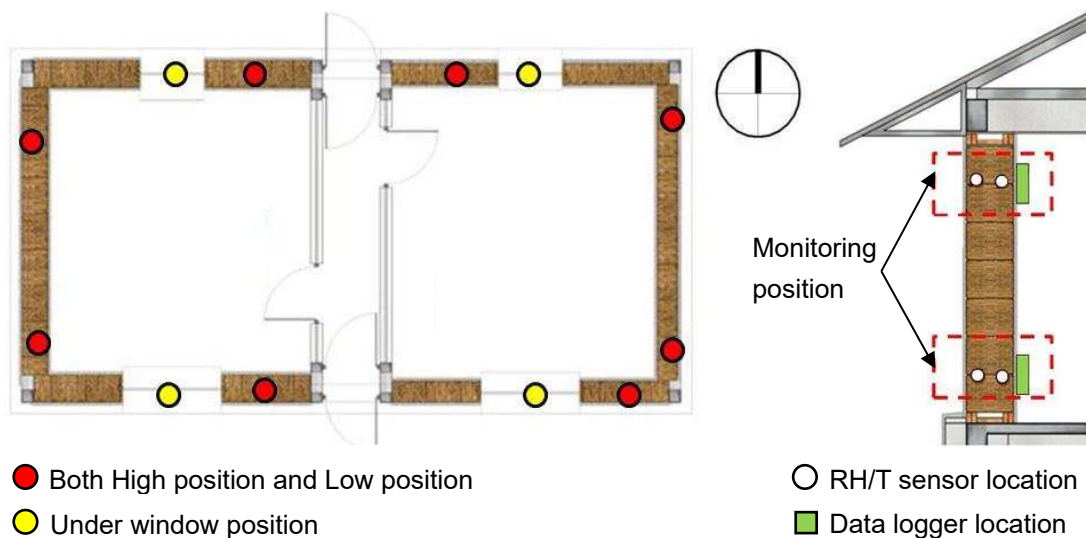 Monitoring
position
Both High position and Low position
Under window position
RH/T sensor location
Data logger location